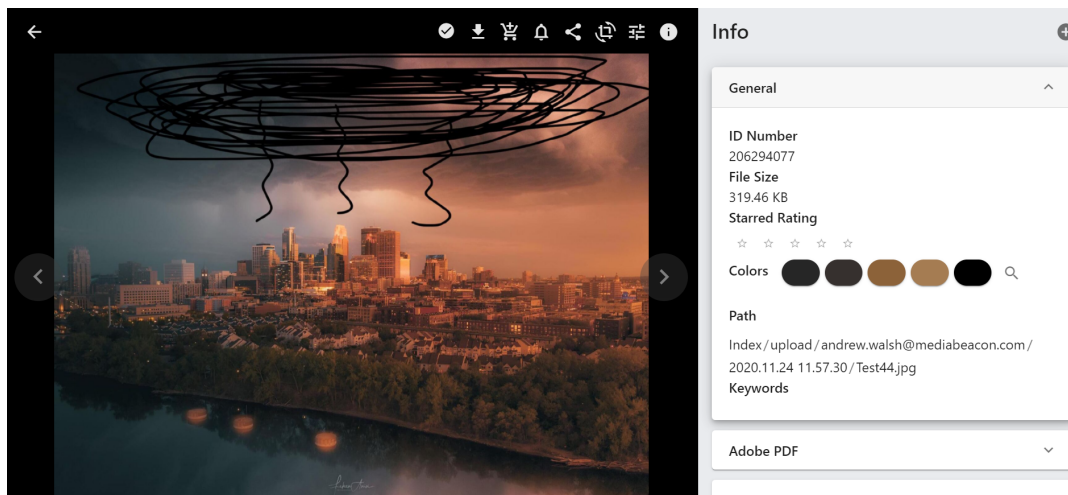 Info
General
ID Number
206294077
File Size
319.46 KB
Starred Rating
Colors
Path
Index/upload/andrew.walsh@mediabeacon.com/
2020.11.24 11.57.30/Test44.jpg
Keywords
Adobe PDF